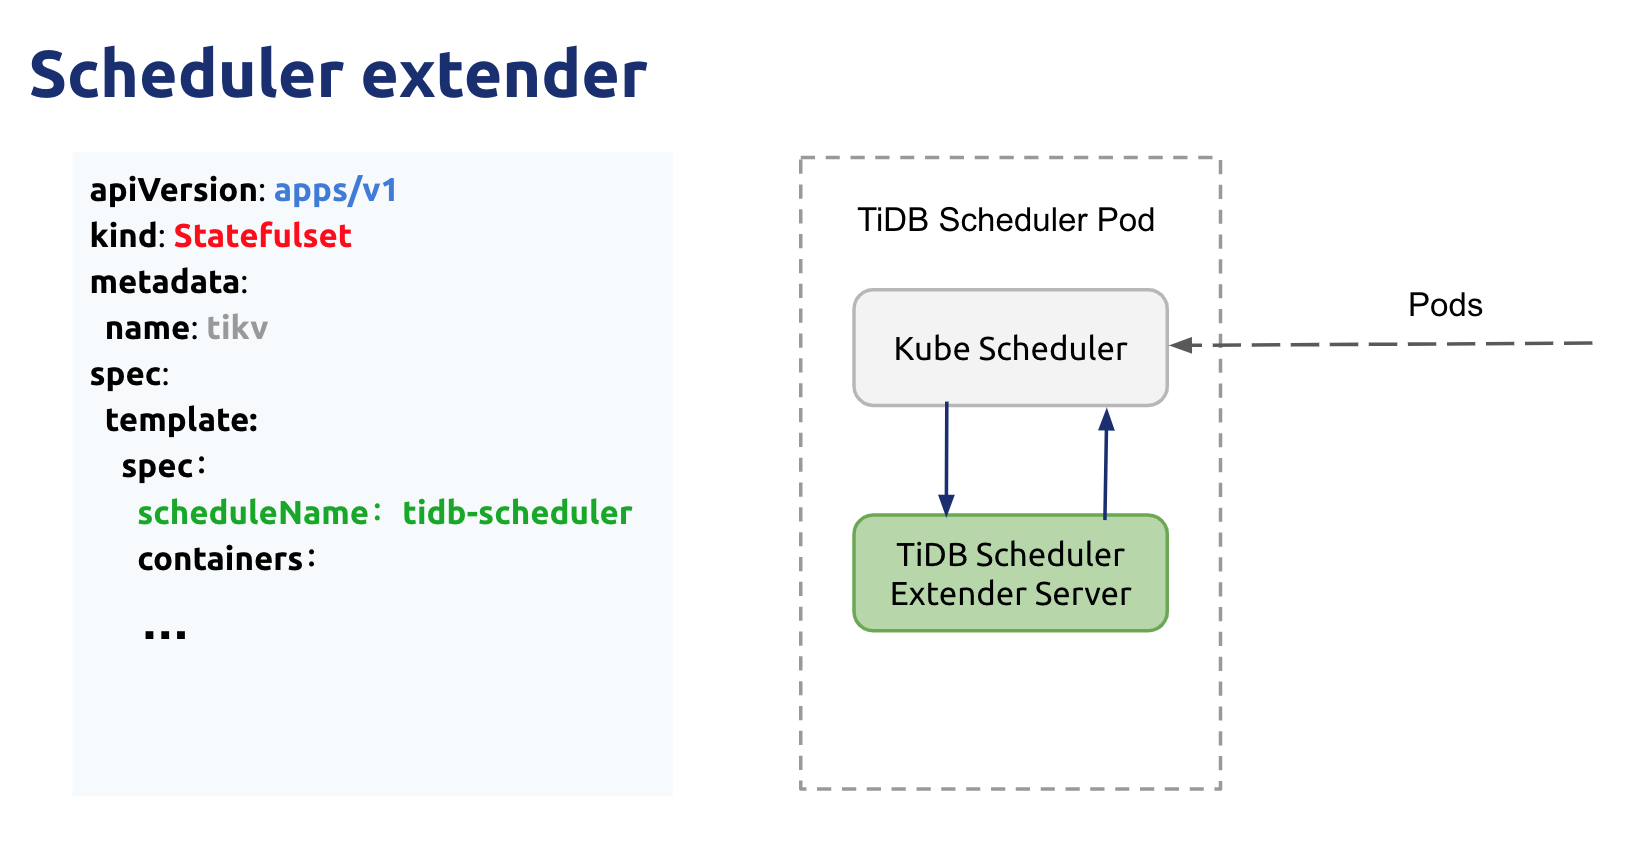 Scheduler extender
apiVersion: apps/v1
kind: Statefulset
metadata:
  name: tikv
spec:
  template:
    spec：
      scheduleName： tidb-scheduler
      containers：
      ...
TiDB Scheduler Pod
Kube Scheduler
Pods
TiDB Scheduler
Extender Server